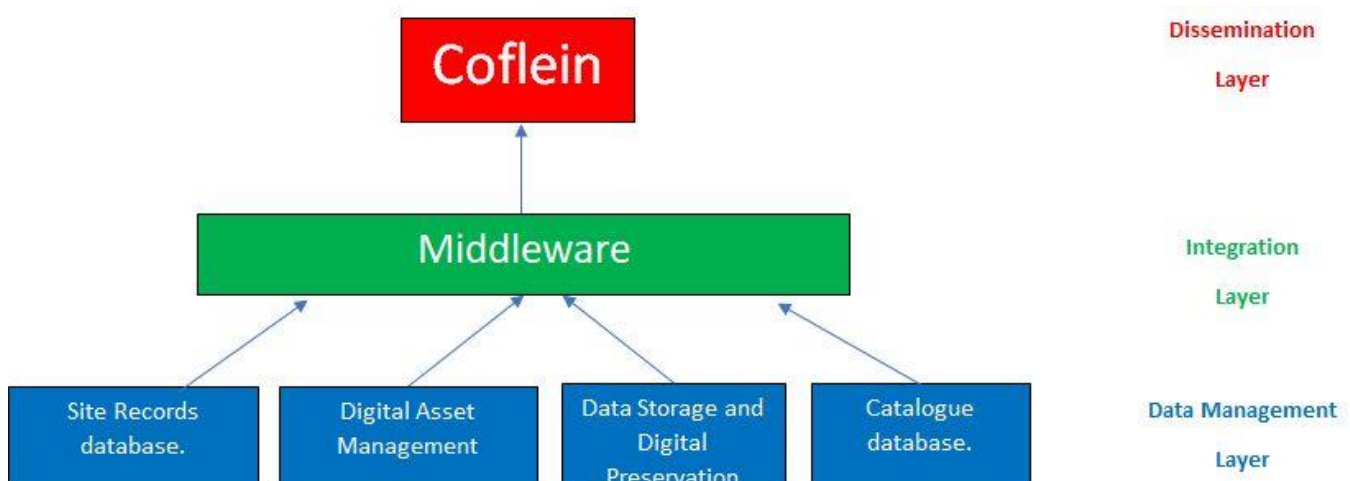 Coflein
Dissemination
Layer
Middleware
Integration
Layer
Site Records
database.
Digital Asset
Management
Data Storage and
Digital
Preservation
Catalogue
database.
Data Management
Layer